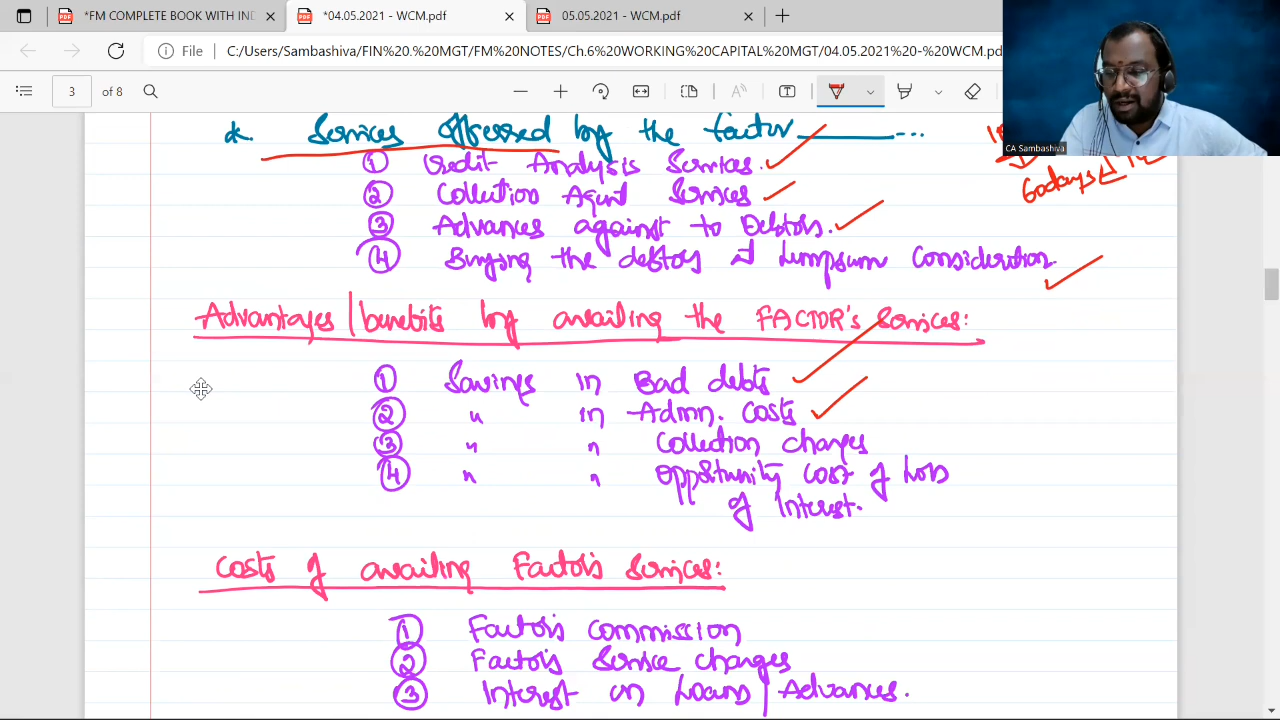 *FM COMPLETE BOOK WITH IND
*04.05.2021 - WCM.pdf
05.05.2021 - WCM.pdf
File
C:/Users/Sambashiva/FIN%20.%20MGT/FM%20NOTES/Ch.6%20WORKING%20CAPITAL%20MGT/04.05.2021%20-%20WCM.pd
3 of 8
CA Sambashiva
Services offered by the factor ...
① Credit Analysis Services.
② Collection Agent Services
60days
③ Advances against to Debtors.
④ Buying the debtors at Lumpsum Consideration.
Advantages/benefits by availing the FACTOR's Services:
① Savings in Bad debts
② " in Admn. costs
③ " " Collection charges
④ " " Opportunity cost of Loss
of Interest.
Costs of availing Factor's Services:
① Factor's Commission
② Factor's Service charges
③ Interest on Loans/Advances.